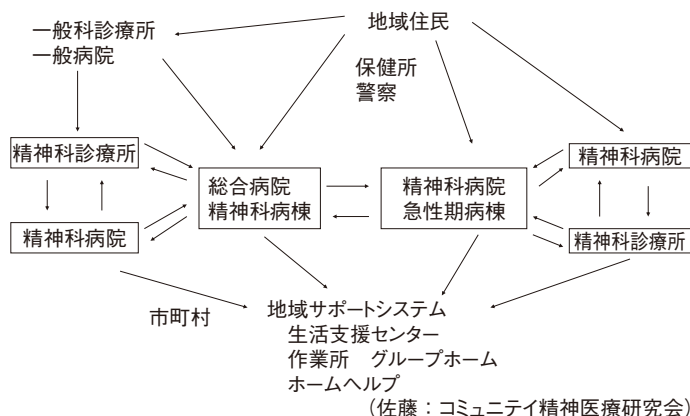 地域住民
一般科診療所
一般病院
保健所
警察
精神科診療所
精神科病院
総合病院
精神科病棟
精神科病院
急性期病棟
精神科病院
精神科診療所
市町村
地域サポートシステム
生活支援センター
作業所　グループホーム
ホームヘルプ
（佐藤：コミュニテイ精神医療研究会）